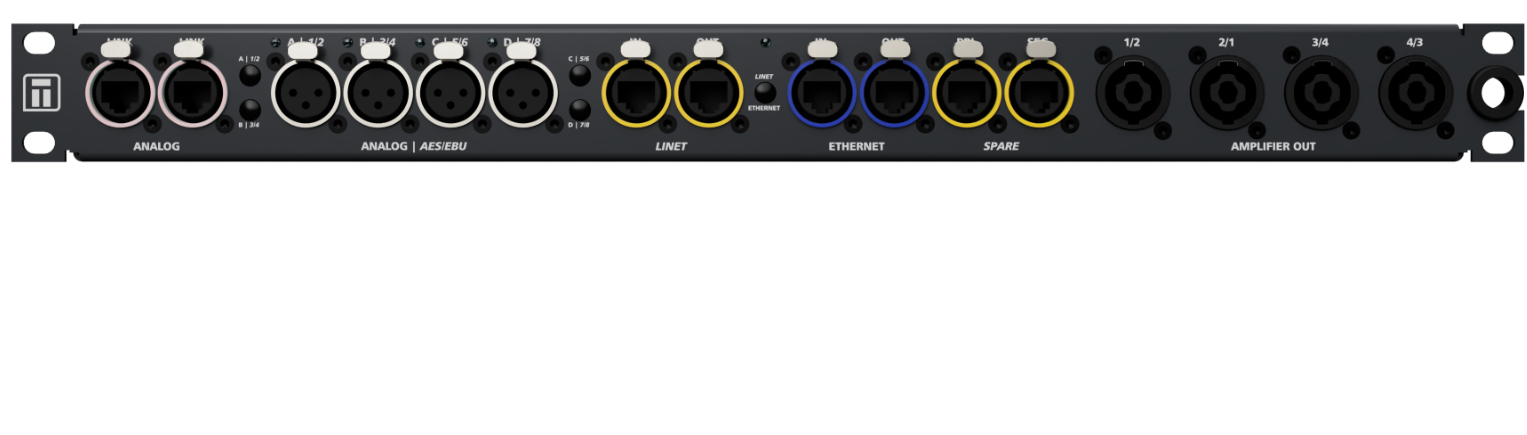 LINK LINK A | 1/2 B | 3/4 C | 5/6 D | 7/8 IN OUT IN OUT PRI SEC 1/2 2/1 3/4 4/3
A | 1/2 C | 5/6
LINET
ETHERNET
B | 3/4 D | 7/8
ANALOG ANALOG | AES/EBU LINET ETHERNET SPARE AMPLIFIER OUT